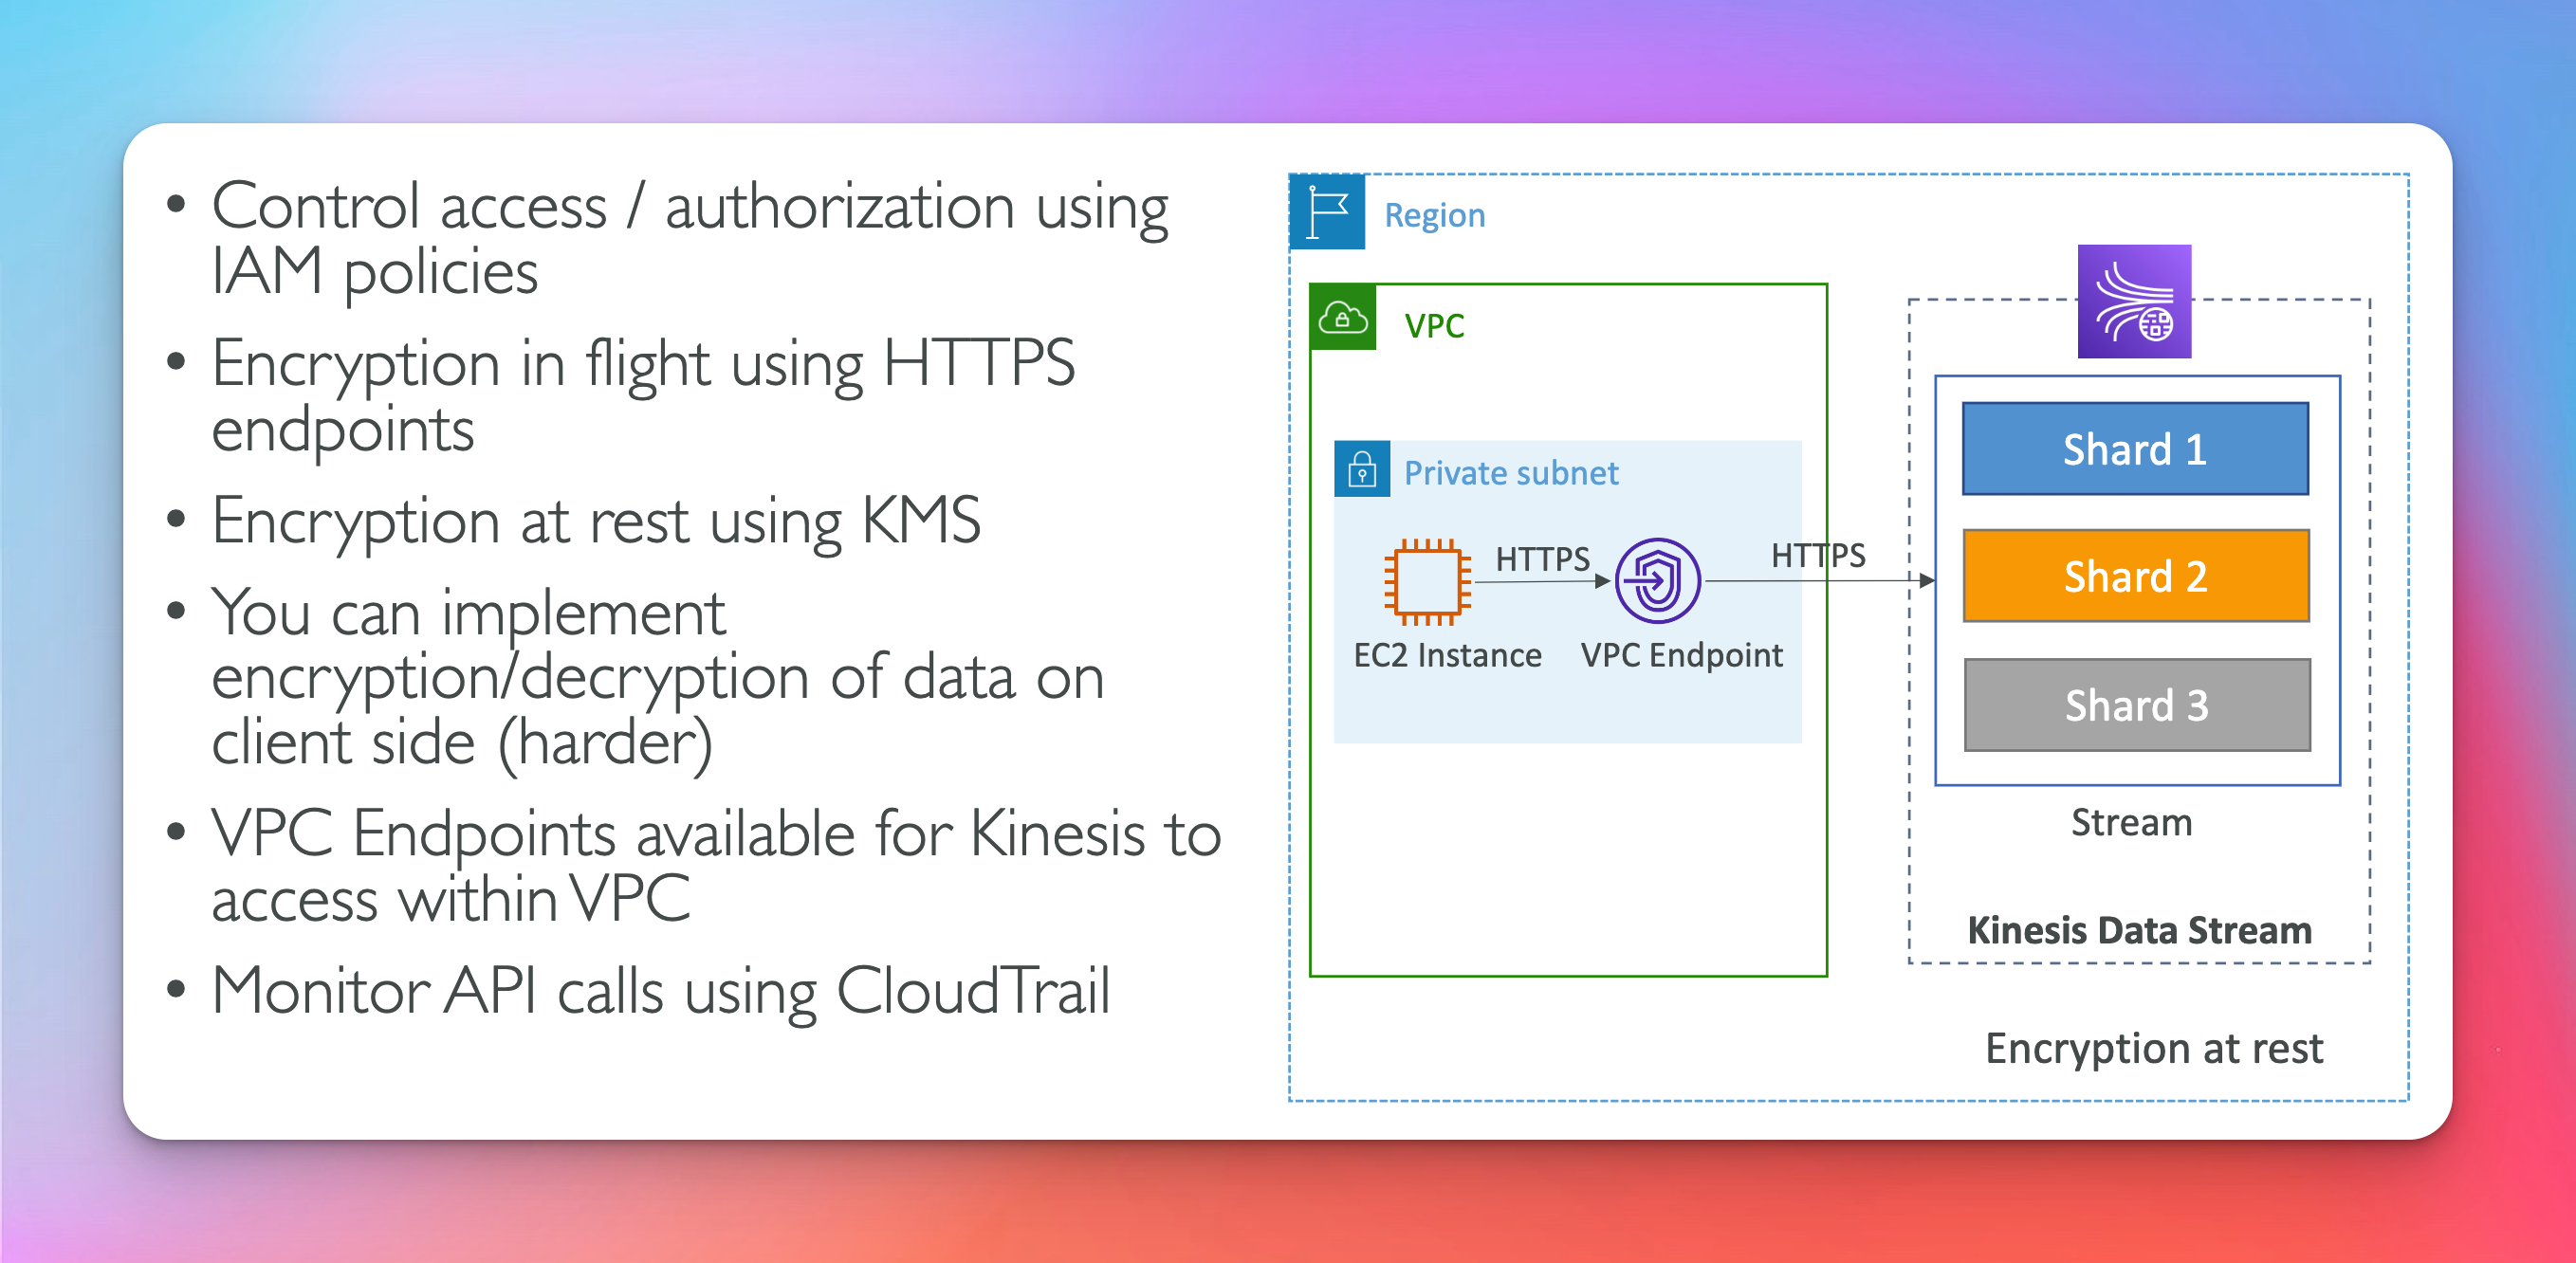 • Control access / authorization using
IAM policies
• Encryption in flight using HTTPS
endpoints
• Encryption at rest using KMS
• You can implement
encryption/decryption of data on
client side (harder)
• VPC Endpoints available for Kinesis to
access within VPC
• Monitor API calls using CloudTrail
Region
VPC
Private subnet
HTTPS
HTTPS
EC2 Instance
VPC Endpoint
Shard 1
Shard 2
Shard 3
Stream
Kinesis Data Stream
Encryption at rest